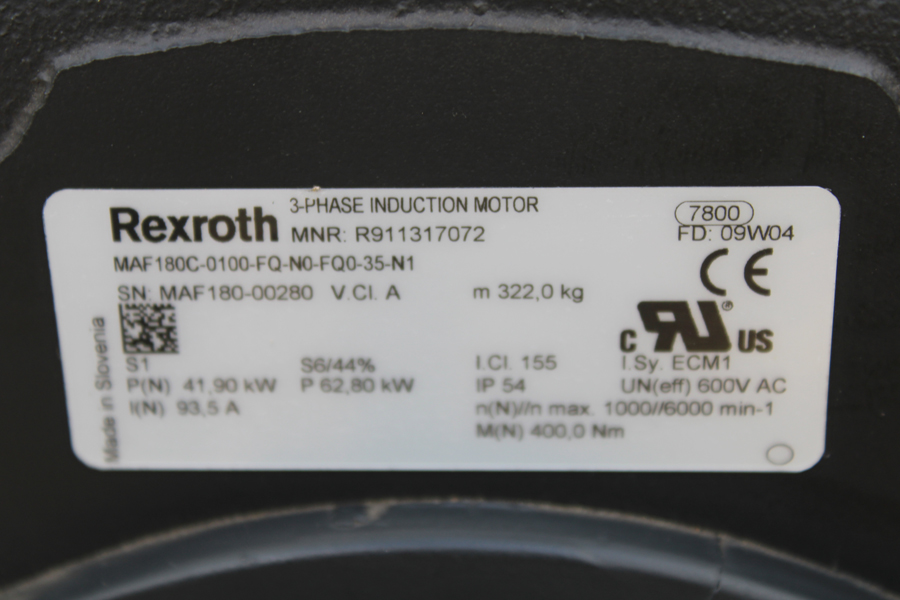 Rexroth 3-PHASE INDUCTION MOTOR
MNR: R911317072
7800
FD: 09W04
MAF180C-0100-FQ-N0-FQ0-35-N1
CE
SN: MAF180-00280 V.Cl. A m 322,0 kg
c RU® US
Made in Slovenia
S1 S6/44% I.Cl. 155 I.Sy. ECM1
P(N) 41,90 kW P 62,80 kW IP 54 UN(eff) 600V AC
I(N) 93,5 A n(N)//n max. 1000//6000 min-1
M(N) 400,0 Nm